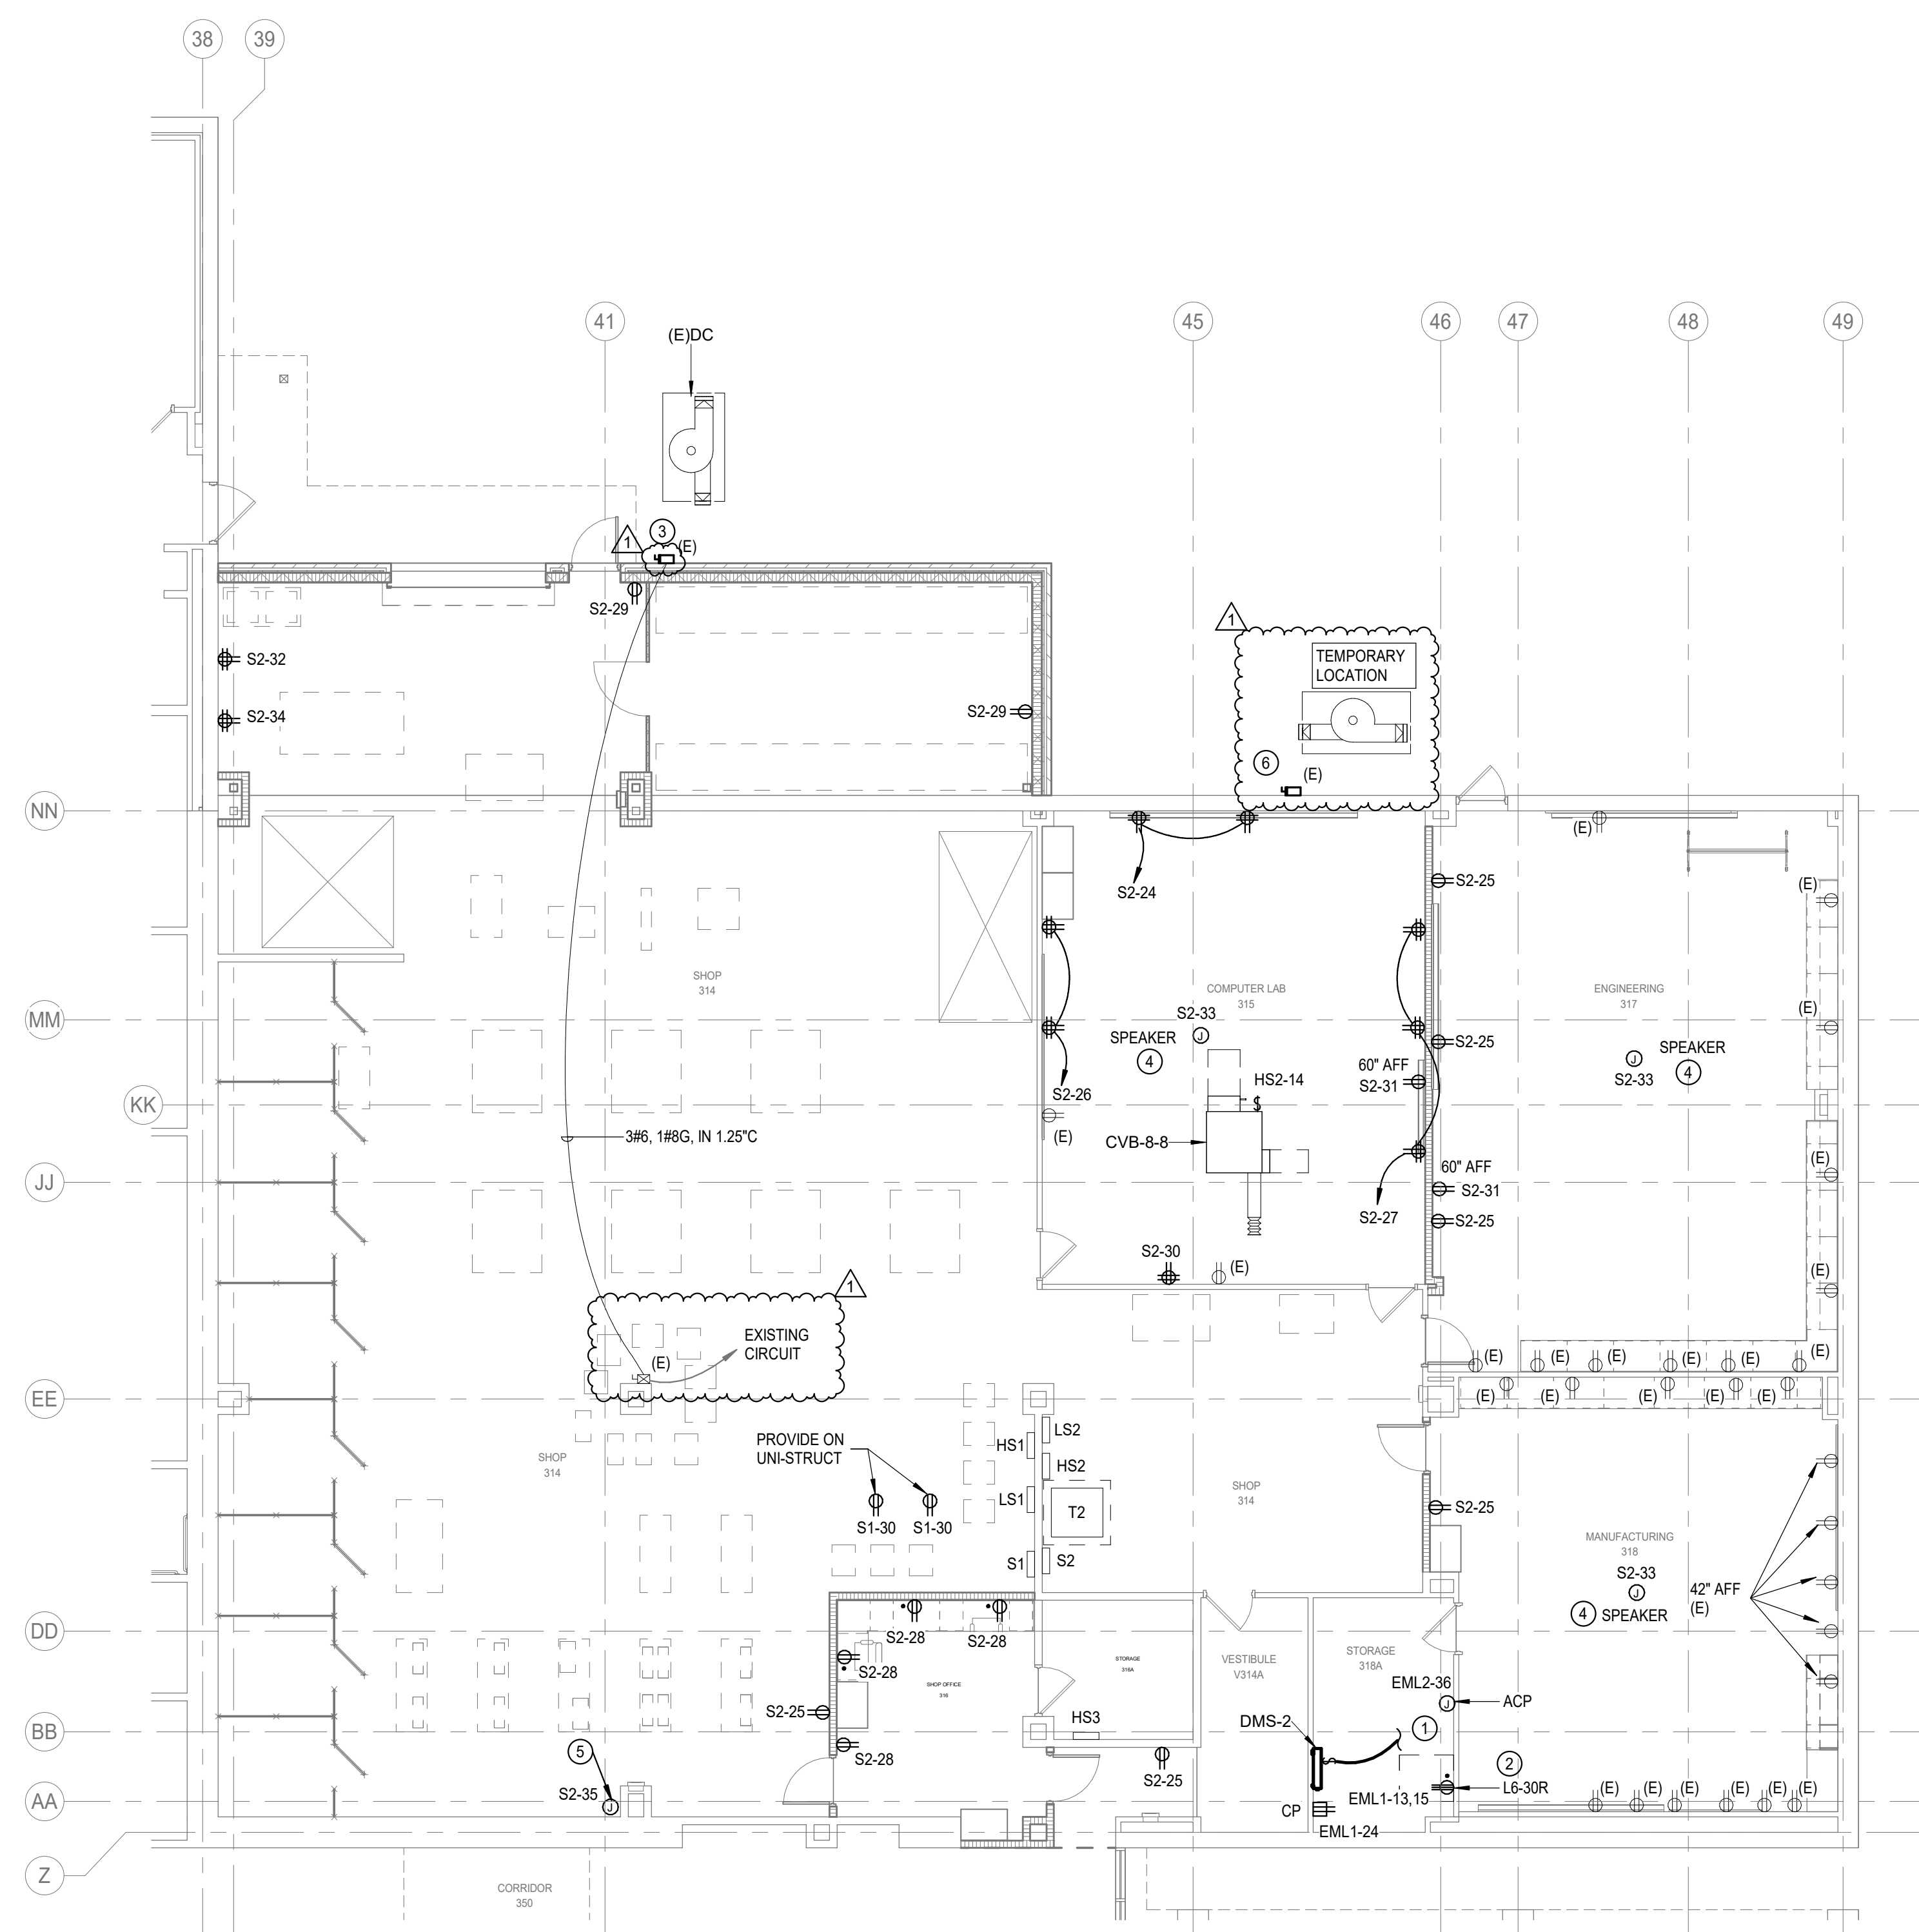 38
39
41
45
46
47
48
49
(E)DC
3
1
(E)
S2-29
1
TEMPORARY
LOCATION
S2-32
S2-34
S2-29
6
(E)
NN
(E)
S2-24
S2-25
(E)
SHOP
314
COMPUTER LAB
315
ENGINEERING
317
MM
S2-33
J
SPEAKER
4
(E)
S2-25
J
SPEAKER
S2-33
4
60" AFF
S2-31
HS2-14
$
S2-26
KK
(E)
3#6, 1#8G, IN 1.25"C
CVB-8-8
60" AFF
(E)
JJ
S2-31
S2-27
S2-25
S2-30
(E)
(E)
1
EXISTING
CIRCUIT
(E)
(E)
(E)
(E)
(E)
(E)
(E)
EE
(E)
(E)
(E)
(E)
(E)
PROVIDE ON
UNI-STRUCT
HS1
LS2
SHOP
314
HS2
LS1
T2
SHOP
314
S1-30
S1-30
S2-25
S1
S2
MANUFACTURING
318
S2-33
J
4
SPEAKER
42" AFF
(E)
DD
S2-28
S2-28
S2-28
STORAGE
316A
VESTIBULE
V314A
STORAGE
318A
SHOP OFFICE
316
EML2-36
J
ACP
S2-25
HS3
DMS-2
1
BB
S2-28
5
S2-25
2
S2-35
J
L6-30R
EML1-13,15
(E)
(E)
(E)
(E)
(E)
(E)
AA
CP
EML1-24
Z
CORRIDOR
350